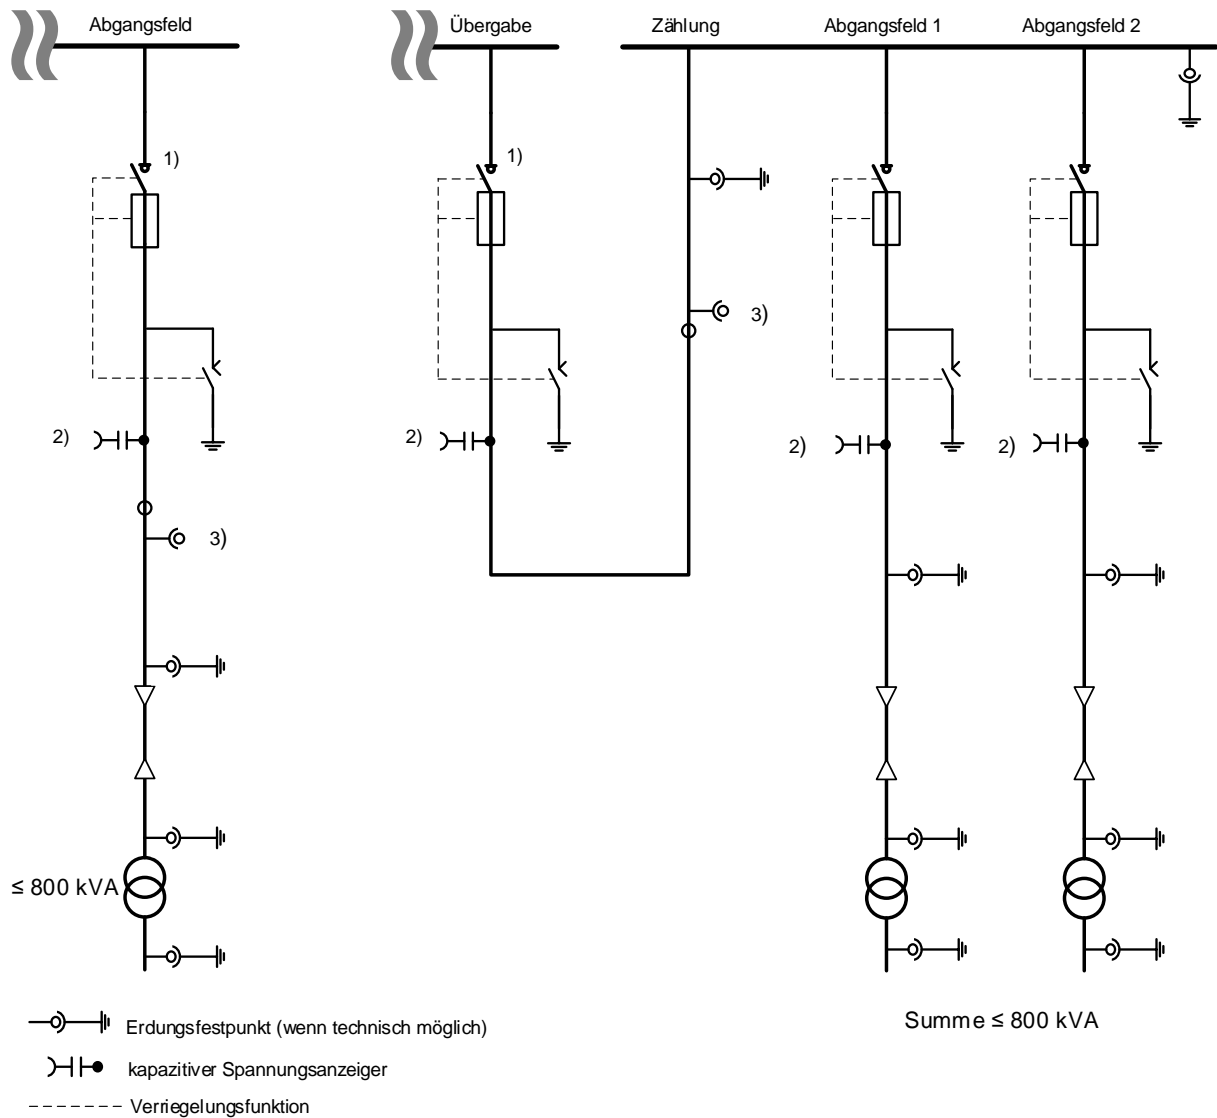 Abgangsfeld
Übergabe
Zählung
Abgangsfeld 1
Abgangsfeld 2
1)
1)
3)
2)
2)
2)
2)
3)
≤ 800 kVA
Summe ≤ 800 kVA
Erdungsfestpunkt (wenn technisch möglich)
kapazitiver Spannungsanzeiger
Verriegelungsfunktion